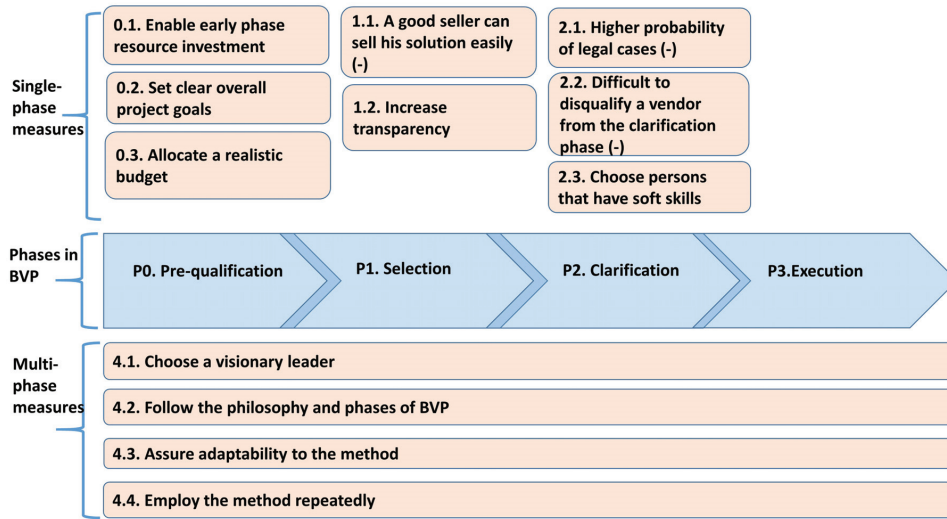 Single-
phase
measures
0.1. Enable early phase
resource investment
0.2. Set clear overall
project goals
0.3. Allocate a realistic
budget
1.1. A good seller can
sell his solution easily
(-)
1.2. Increase
transparency
2.1. Higher probability
of legal cases (-)
2.2. Difficult to
disqualify a vendor
from the clarification
phase (-)
2.3. Choose persons
that have soft skills
Phases in
BVP
P0. Pre-qualification
P1. Selection
P2. Clarification
P3.Execution
Multi-
phase
measures
4.1. Choose a visionary leader
4.2. Follow the philosophy and phases of BVP
4.3. Assure adaptability to the method
4.4. Employ the method repeatedly